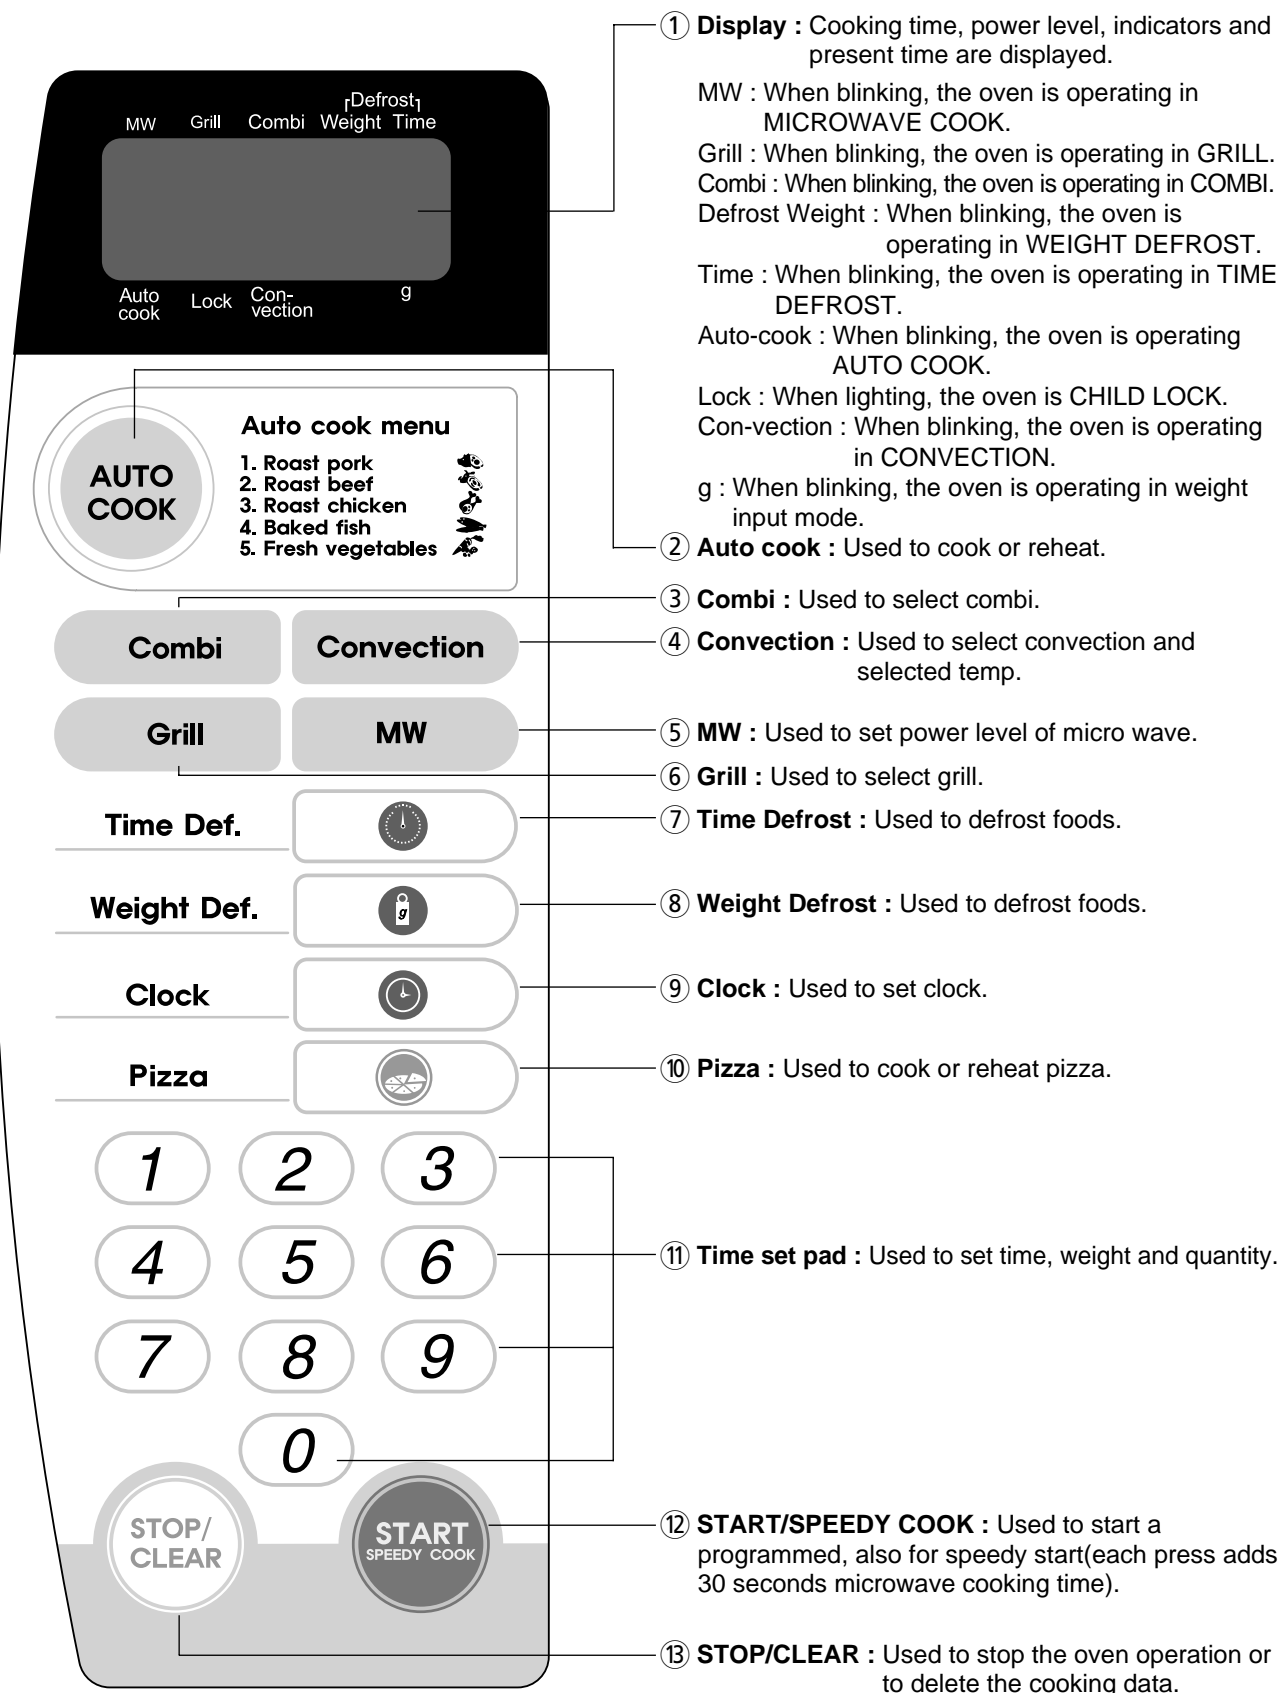 ┌Defrost┐
MW Grill Combi Weight Time
Auto
cook
Lock
Con-
vection
g
AUTO
COOK
Auto cook menu
1. Roast pork
2. Roast beef
3. Roast chicken
4. Baked fish
5. Fresh vegetables
Combi
Convection
Grill
MW
Time Def.
Weight Def.
g
Clock
Pizza
1 2 3
4 5 6
7 8 9
0
STOP/
CLEAR
START
SPEEDY COOK
① Display : Cooking time, power level, indicators and
present time are displayed.
MW : When blinking, the oven is operating in
MICROWAVE COOK.
Grill : When blinking, the oven is operating in GRILL.
Combi : When blinking, the oven is operating in COMBI.
Defrost Weight : When blinking, the oven is
operating in WEIGHT DEFROST.
Time : When blinking, the oven is operating in TIME
DEFROST.
Auto-cook : When blinking, the oven is operating
AUTO COOK.
Lock : When lighting, the oven is CHILD LOCK.
Con-vection : When blinking, the oven is operating
in CONVECTION.
g : When blinking, the oven is operating in weight
input mode.
② Auto cook : Used to cook or reheat.
③ Combi : Used to select combi.
④ Convection : Used to select convection and
selected temp.
⑤ MW : Used to set power level of micro wave.
⑥ Grill : Used to select grill.
⑦ Time Defrost : Used to defrost foods.
⑧ Weight Defrost : Used to defrost foods.
⑨ Clock : Used to set clock.
⑩ Pizza : Used to cook or reheat pizza.
⑪ Time set pad : Used to set time, weight and quantity.
⑫ START/SPEEDY COOK : Used to start a
programmed, also for speedy start(each press adds
30 seconds microwave cooking time).
⑬ STOP/CLEAR : Used to stop the oven operation or
to delete the cooking data.